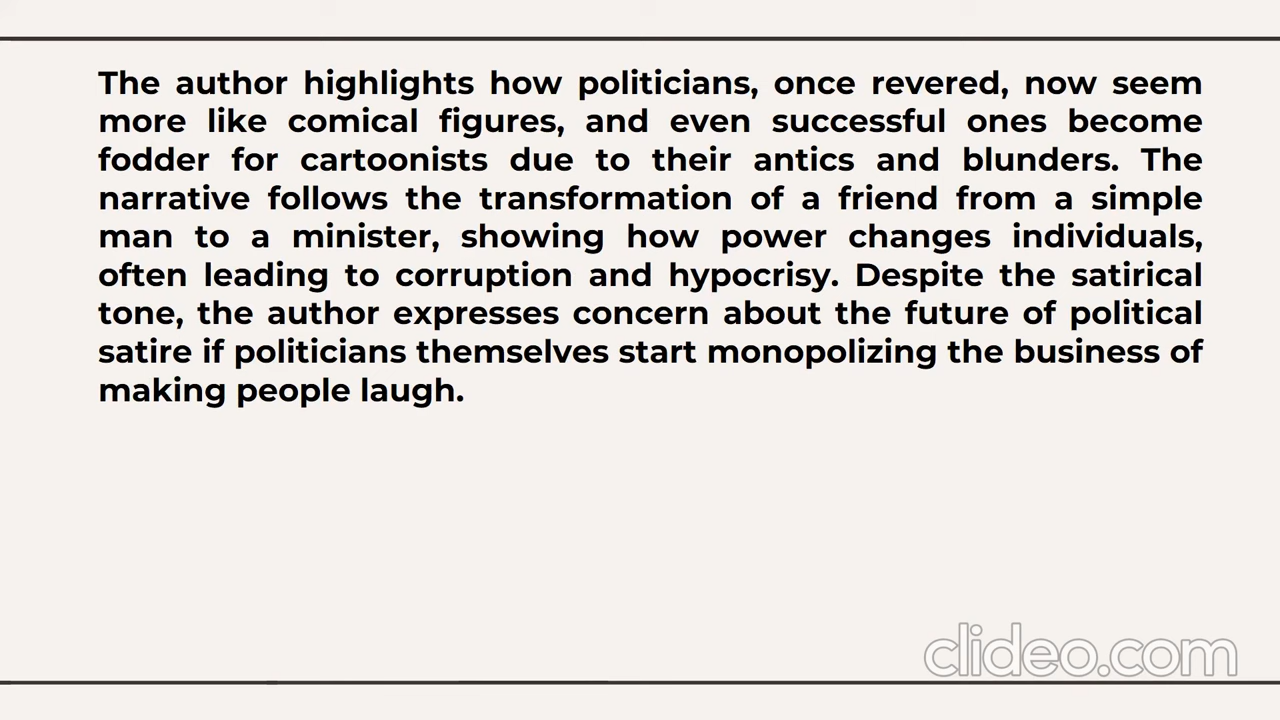 The author highlights how politicians, once revered, now seem
more like comical figures, and even successful ones become
fodder for cartoonists due to their antics and blunders. The
narrative follows the transformation of a friend from a simple
man to a minister, showing how power changes individuals,
often leading to corruption and hypocrisy. Despite the satirical
tone, the author expresses concern about the future of political
satire if politicians themselves start monopolizing the business of
making people laugh.
clideo.com